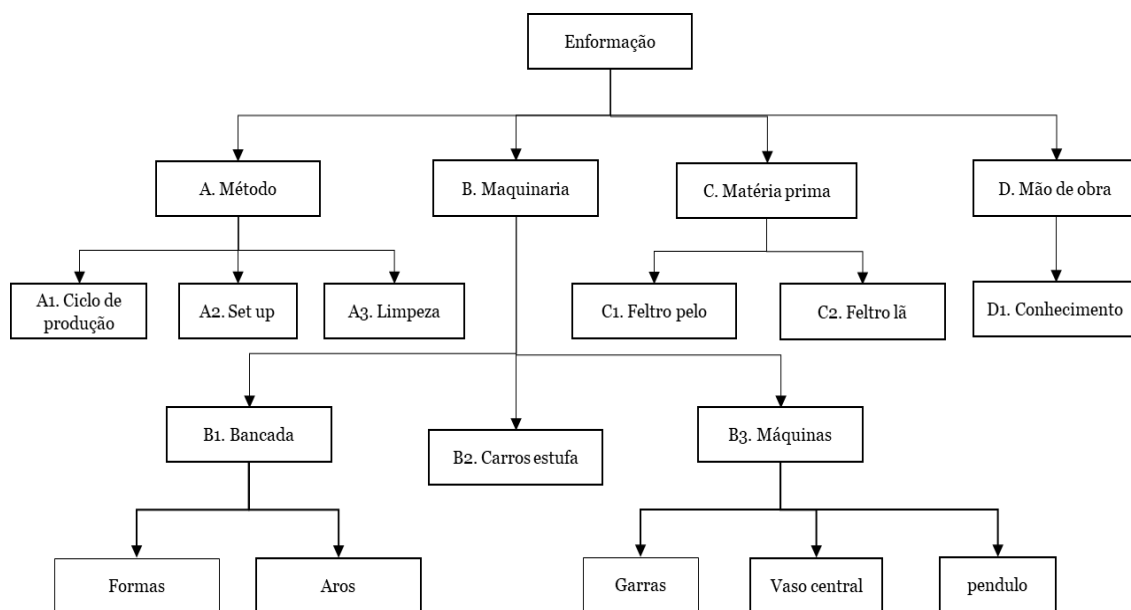 Enformação
A. Método
B. Maquinaria
C. Matéria prima
D. Mão de obra
A1. Ciclo de
produção
A2. Set up
A3. Limpeza
C1. Feltro pelo
C2. Feltro lã
D1. Conhecimento
B1. Bancada
B2. Carros estufa
B3. Máquinas
Formas
Aros
Garras
Vaso central
pendulo